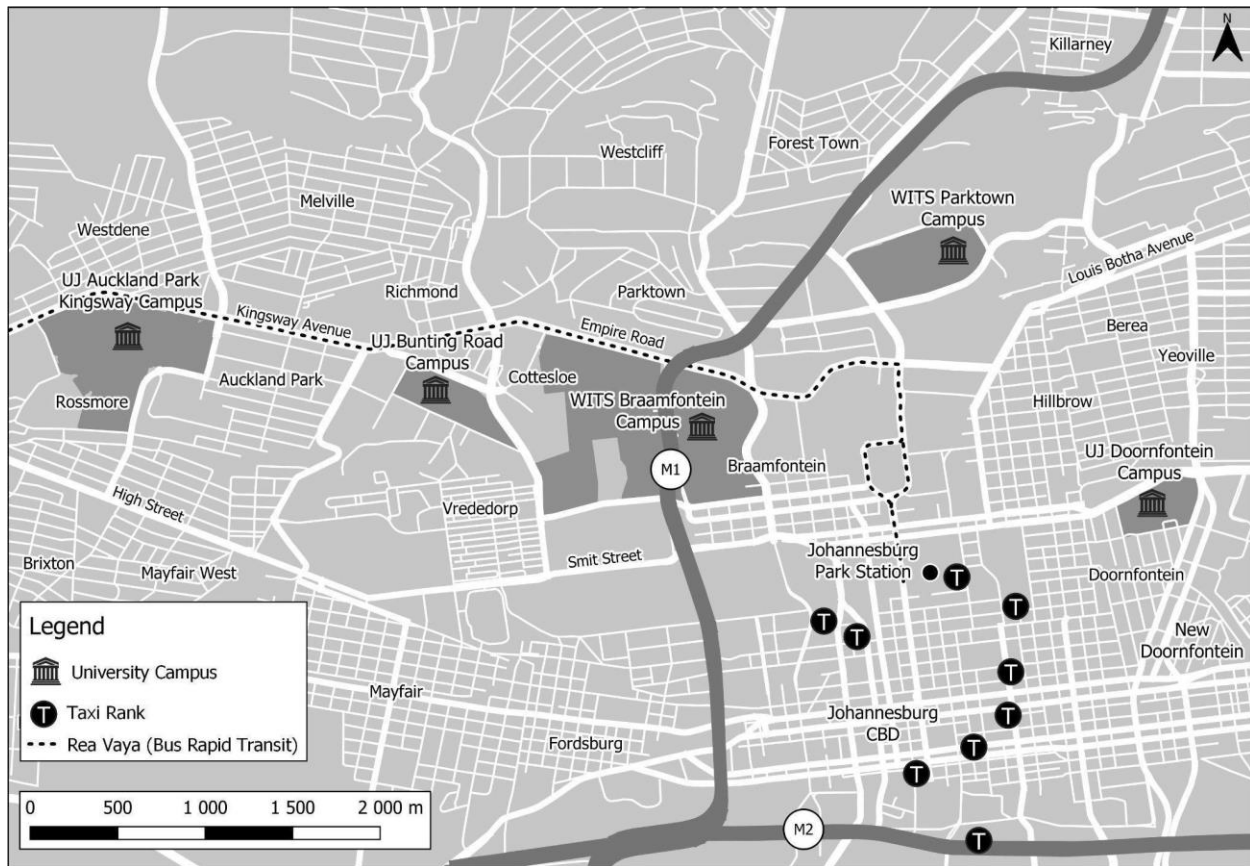 N
Killarney
Forest Town
Westcliff
Melville
WITS Parktown
Campus
Westdene
Louis Botha Avenue
UJ Auckland Park
Kingsway Campus
Richmond
Parktown
Kingsway Avenue
Empire Road
Berea
UJ Bunting Road
Campus
Yeoville
Auckland Park
Cottesloe
Rossmore
WITS Braamfontein
Campus
Hillbrow
Braamfontein
UJ Doornfontein
Campus
M1
High Street
Vrededorp
Smit Street
Johannesburg
Park Station
Brixton
Mayfair West
Doornfontein
T
T
T
T
New
Doornfontein
T
Mayfair
Johannesburg
CBD
T
Fordsburg
T
T
M2
T
Legend
University Campus
T Taxi Rank
Rea Vaya (Bus Rapid Transit)
0 500 1 000 1 500 2 000 m